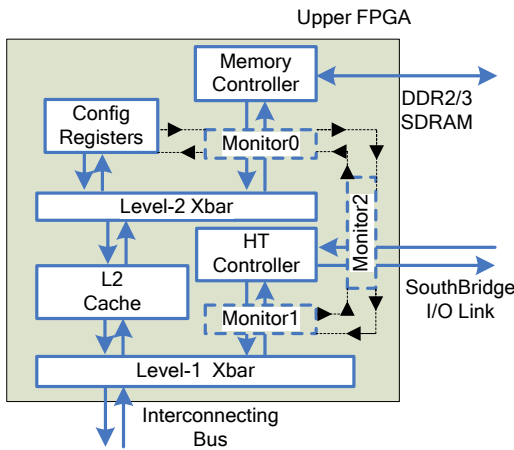 Upper FPGA
Memory
Controller
DDR2/3
SDRAM
Config
Registers
Monitor0
Monitor2
Level-2 Xbar
HT
Controller
L2
Cache
SouthBridge
I/O Link
Monitor1
Level-1 Xbar
Interconnecting
Bus